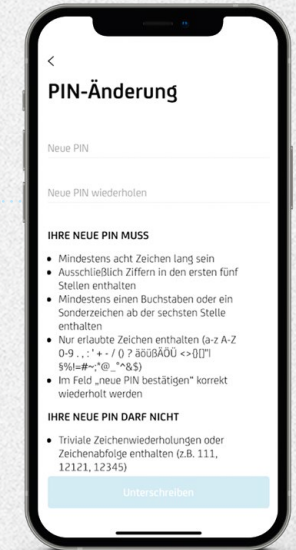 PIN-Änderung
Neue PIN
Neue PIN wiederholen
IHRE NEUE PIN MUSS
• Mindestens acht Zeichen lang sein
• Ausschließlich Ziffern in den ersten fünf
Stellen enthalten
• Mindestens einen Buchstaben oder ein
Sonderzeichen ab der sechsten Stelle
enthalten
• Nur erlaubte Zeichen enthalten (a-z A-Z
0-9 . , : ' + - / () ? äöüßÄÖÜ <>{}[]"|
§%!=#~;*@_"^&$)
• Im Feld „neue PIN bestätigen“ korrekt
wiederholt werden
IHRE NEUE PIN DARF NICHT
• Triviale Zeichenwiederholungen oder
Zeichenabfolge enthalten (z.B. 111,
12121, 12345)
Unterschreiben